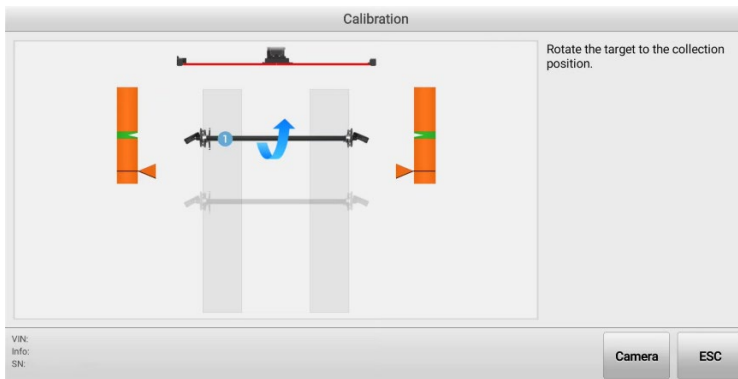 Calibration
Rotate the target to the collection
position.
1
VIN:
Info:
SN:
Camera
ESC